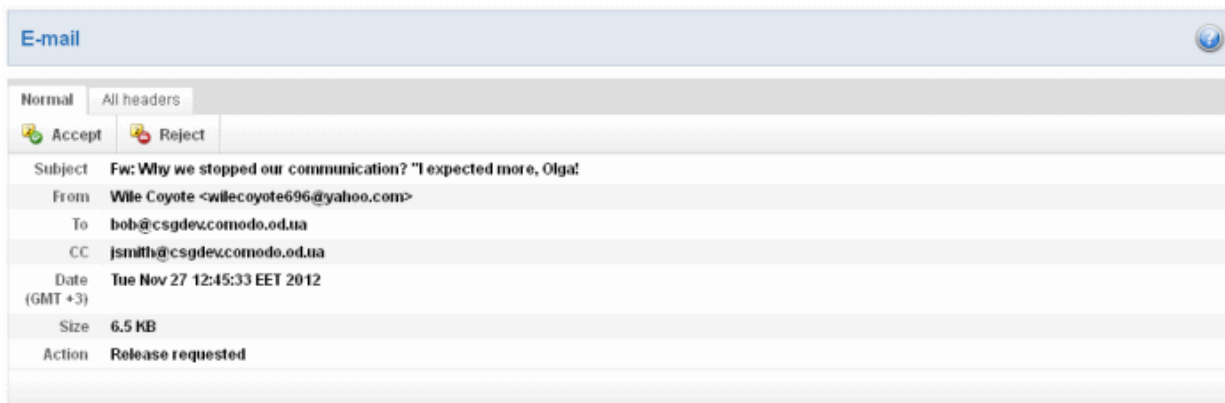 E-mail
Normal All headers
Accept Reject
Subject Fw: Why we stopped our communication? "I expected more, Olga!
From Wile Coyote <wilecoyote696@yahoo.com>
To bob@csgdev.comodo.od.ua
CC jsmith@csgdev.comodo.od.ua
Date Tue Nov 27 12:45:33 EET 2012
(GMT +3)
Size 6.5 KB
Action Release requested